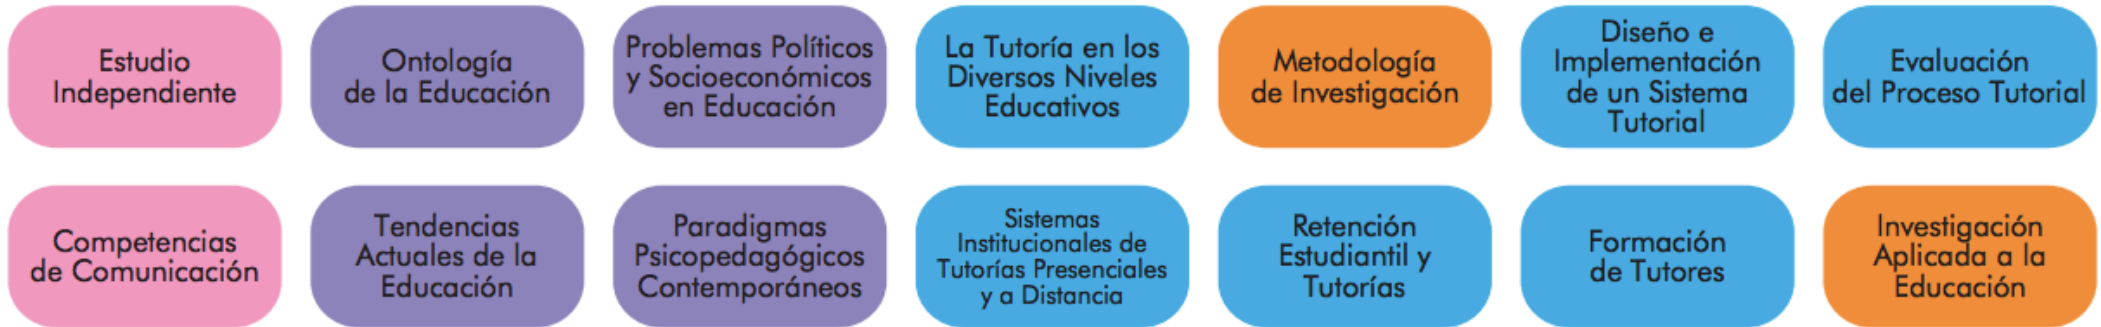 Estudio
Independiente
Ontología
de la Educación
Problemas Políticos
y Socioeconómicos
en Educación
La Tutoría en los
Diversos Niveles
Educativos
Metodología
de Investigación
Diseño e
Implementación
de un Sistema
Tutorial
Evaluación
del Proceso Tutorial
Competencias
de Comunicación
Tendencias
Actuales de la
Educación
Paradigmas
Psicopedagógicos
Contemporáneos
Sistemas
Institucionales de
Tutorías Presenciales
y a Distancia
Retención
Estudiantil y
Tutorías
Formación
de Tutores
Investigación
Aplicada a la
Educación